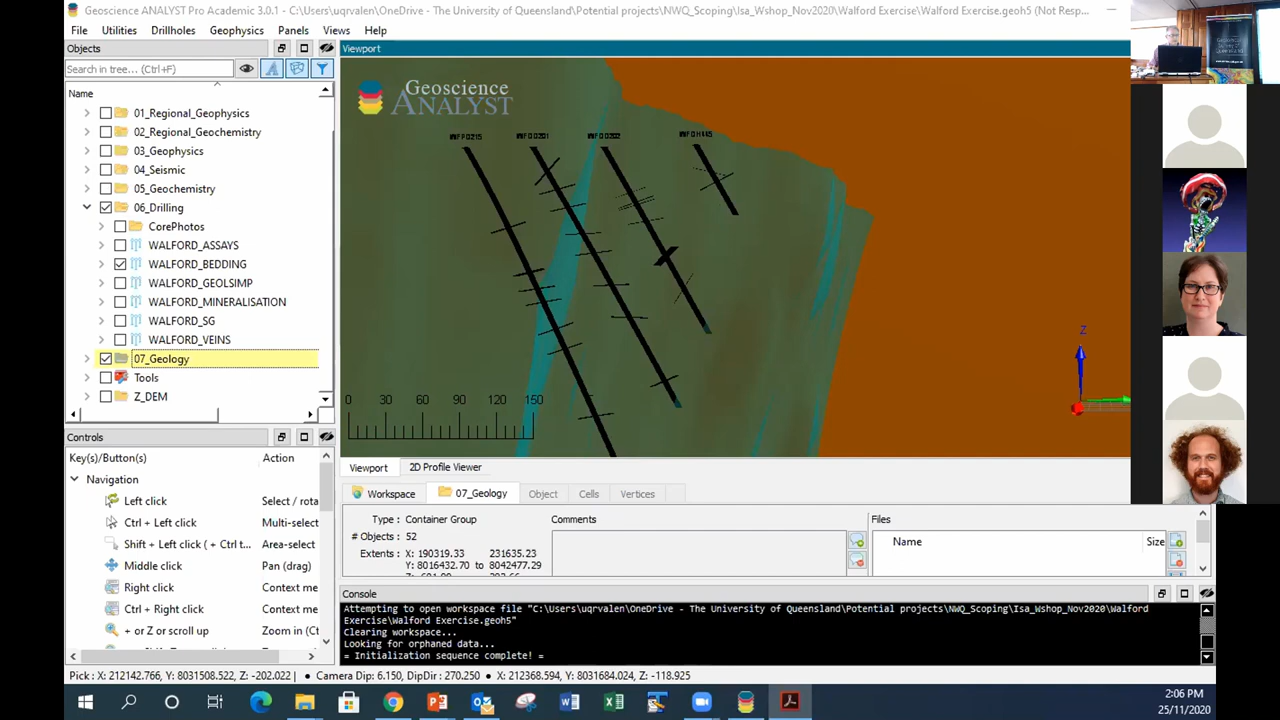 Geoscience ANALYST Pro Academic 3.0.1 - C:\Users\uqrvalen\OneDrive - The University of Queensland\Potential projects\NWQ_Scoping\Isa_Wshop_Nov2020\Walford Exercise\Walford Exercise.geoh5 (Not Resp...
File Utilities Drillholes Geophysics Panels Views Help
Objects
Viewport
Search in tree... (Ctrl+F)
Name
01_Regional_Geophysics
02_Regional_Geochemistry
03_Geophysics
04_Seismic
05_Geochemistry
06_Drilling
CorePhotos
WALFORD_ASSAYS
WALFORD_BEDDING
WALFORD_GEOLSIMP
WALFORD_MINERALISATION
WALFORD_SG
WALFORD_VEINS
07_Geology
Tools
Z_DEM
Geoscience
ANALYST
0 30 60 90 120 150
Z
Controls
Key(s)/Button(s) Action
Navigation
Left click Select / rota
Ctrl + Left click Multi-select
Shift + Left click ( + Ctrl t... Area-select
Middle click Pan (drag)
Right click Context me
Ctrl + Right click Context me
+ or Z or scroll up Zoom in (Ct
Viewport 2D Profile Viewer
Workspace 07_Geology Object Cells Vertices
Type : Container Group
# Objects : 52
Extents : X: 190319.33 231635.23
Y: 8016432.70 to 8042477.29
Comments
Files
Name Size
Console
Attempting to open workspace file "C:\Users\uqrvalen\OneDrive - The University of Queensland\Potential projects\NWQ_Scoping\Isa_Wshop_Nov2020\Walford
Exercise\Walford Exercise.geoh5"
Clearing workspace...
Looking for orphaned data...
= Initialization sequence complete! =
Pick : X: 212142.766, Y: 8031508.522, Z: -202.022 | ● Camera Dip: 6.150, DipDir: 270.250 ● X: 212368.594, Y: 8031684.024, Z: -118.925
2:06 PM
25/11/2020